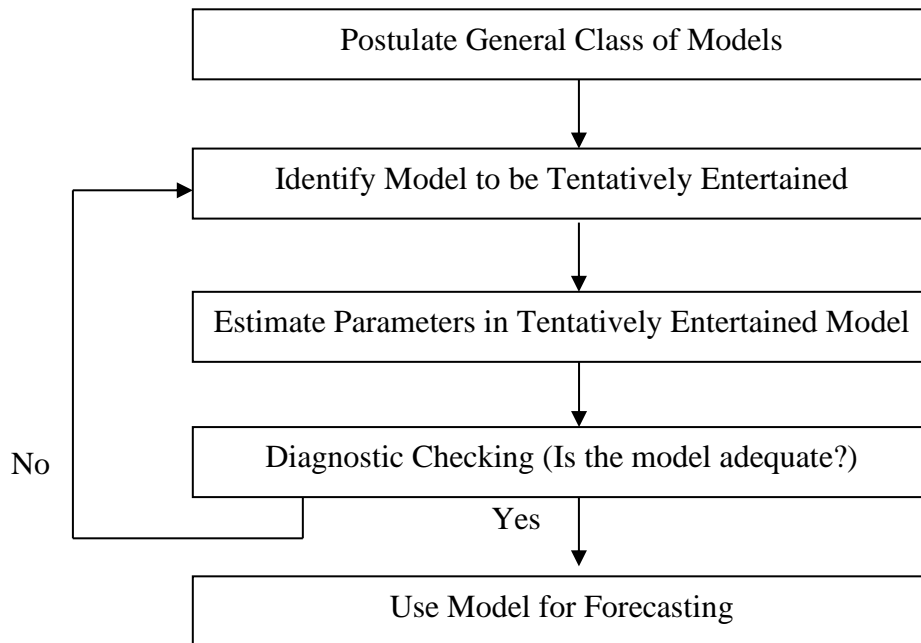 Postulate General Class of Models
Identify Model to be Tentatively Entertained
Estimate Parameters in Tentatively Entertained Model
Diagnostic Checking (Is the model adequate?)
No
Yes
Use Model for Forecasting